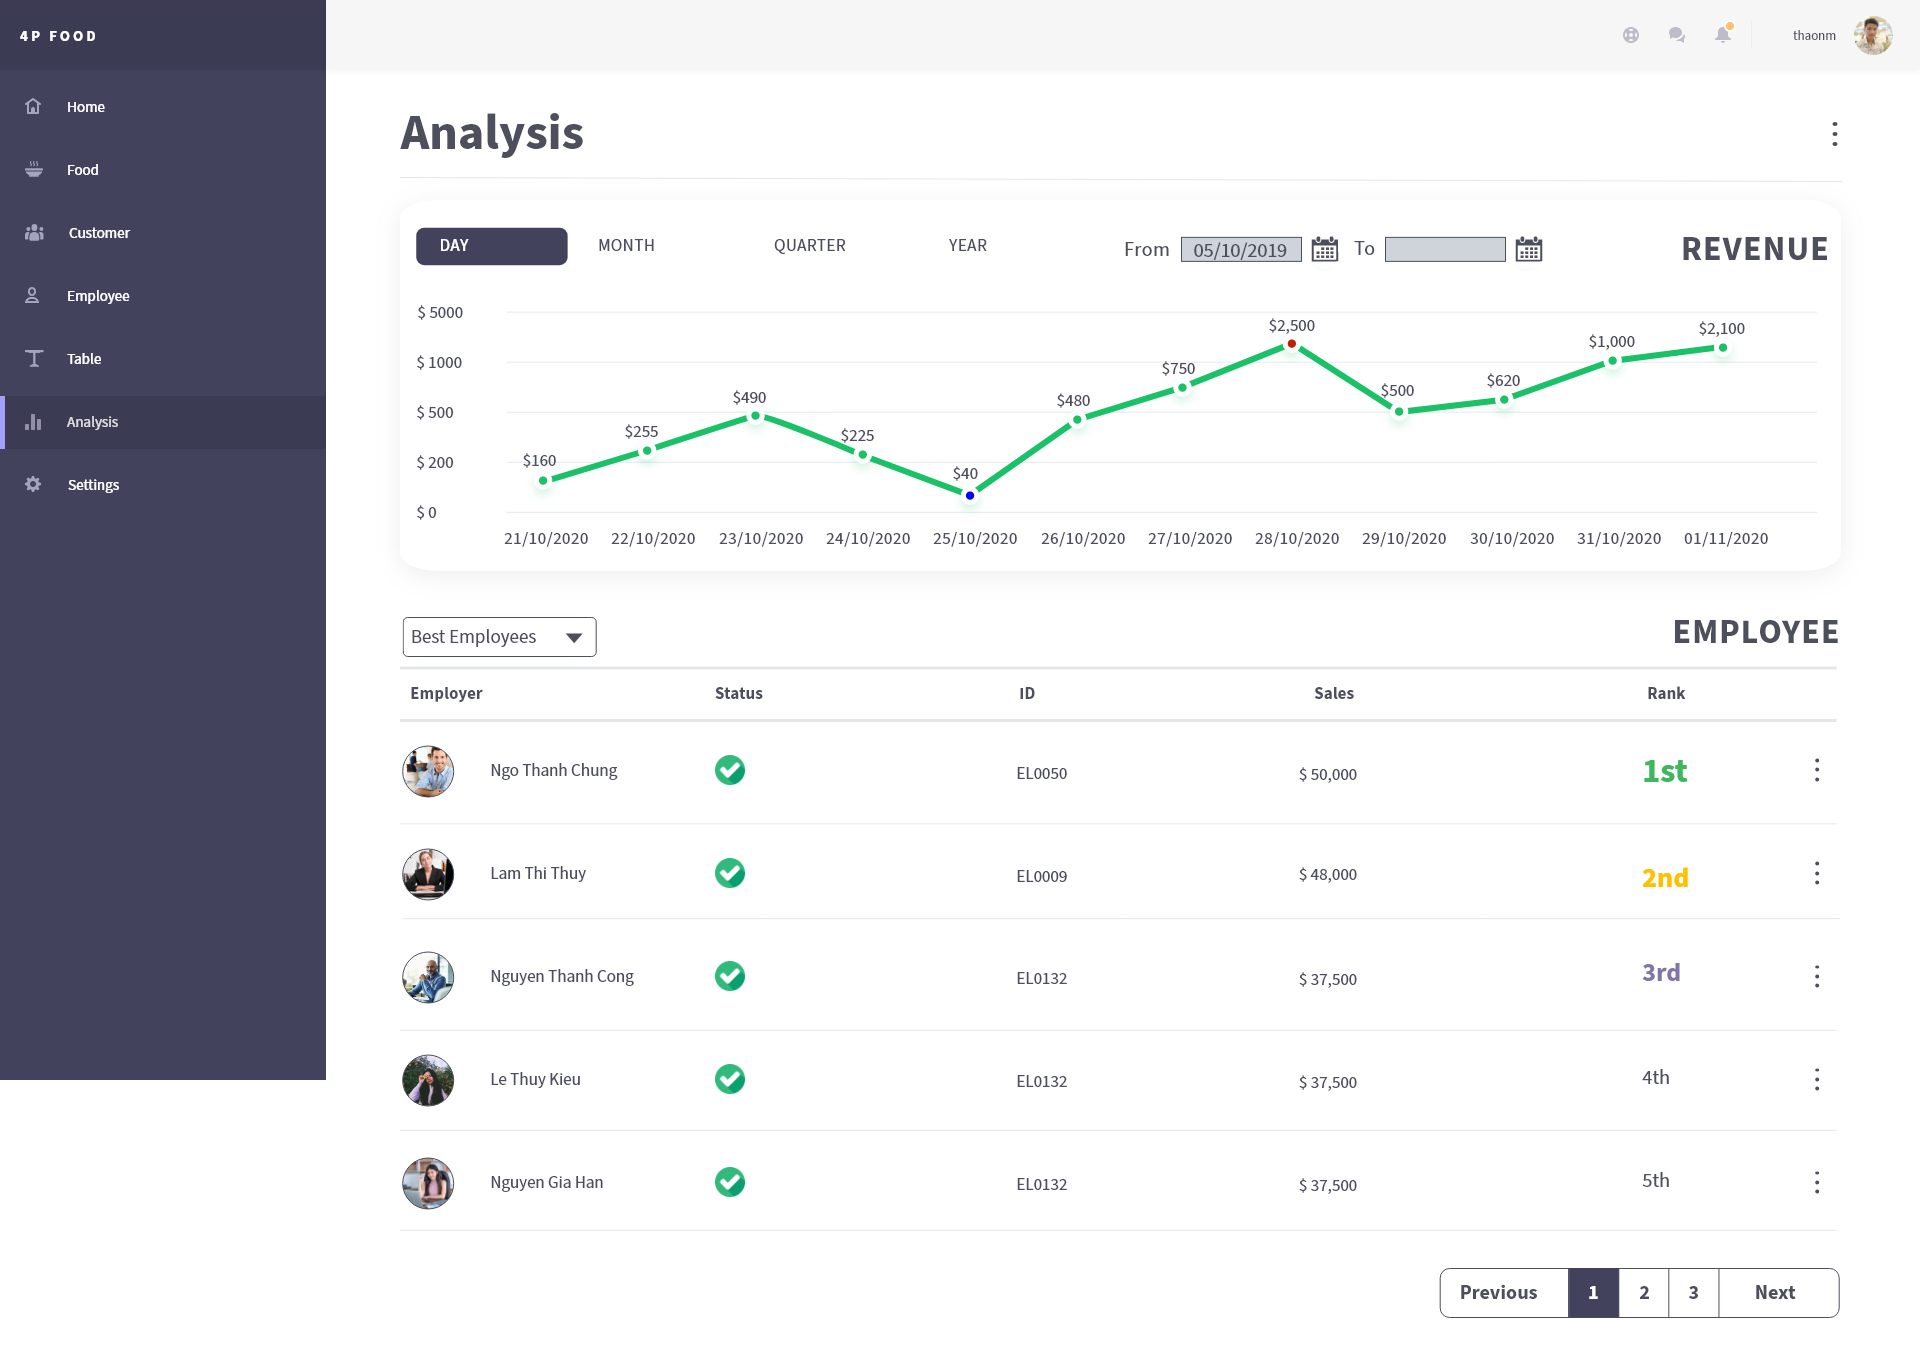 4P FOOD
thaonm
Home
Food
Customer
Employee
Table
Analysis
Settings
Analysis
DAY MONTH QUARTER YEAR From 05/10/2019 To REVENUE
$ 5000
$ 1000
$ 500
$ 200
$ 0
$160 $255 $490 $225 $40 $480 $750 $2,500 $500 $620 $1,000 $2,100
21/10/2020 22/10/2020 23/10/2020 24/10/2020 25/10/2020 26/10/2020 27/10/2020 28/10/2020 29/10/2020 30/10/2020 31/10/2020 01/11/2020
Best Employees EMPLOYEE
Employer Status ID Sales Rank
Ngo Thanh Chung EL0050 $ 50,000 1st
Lam Thi Thuy EL0009 $ 48,000 2nd
Nguyen Thanh Cong EL0132 $ 37,500 3rd
Le Thuy Kieu EL0132 $ 37,500 4th
Nguyen Gia Han EL0132 $ 37,500 5th
Previous 1 2 3 Next